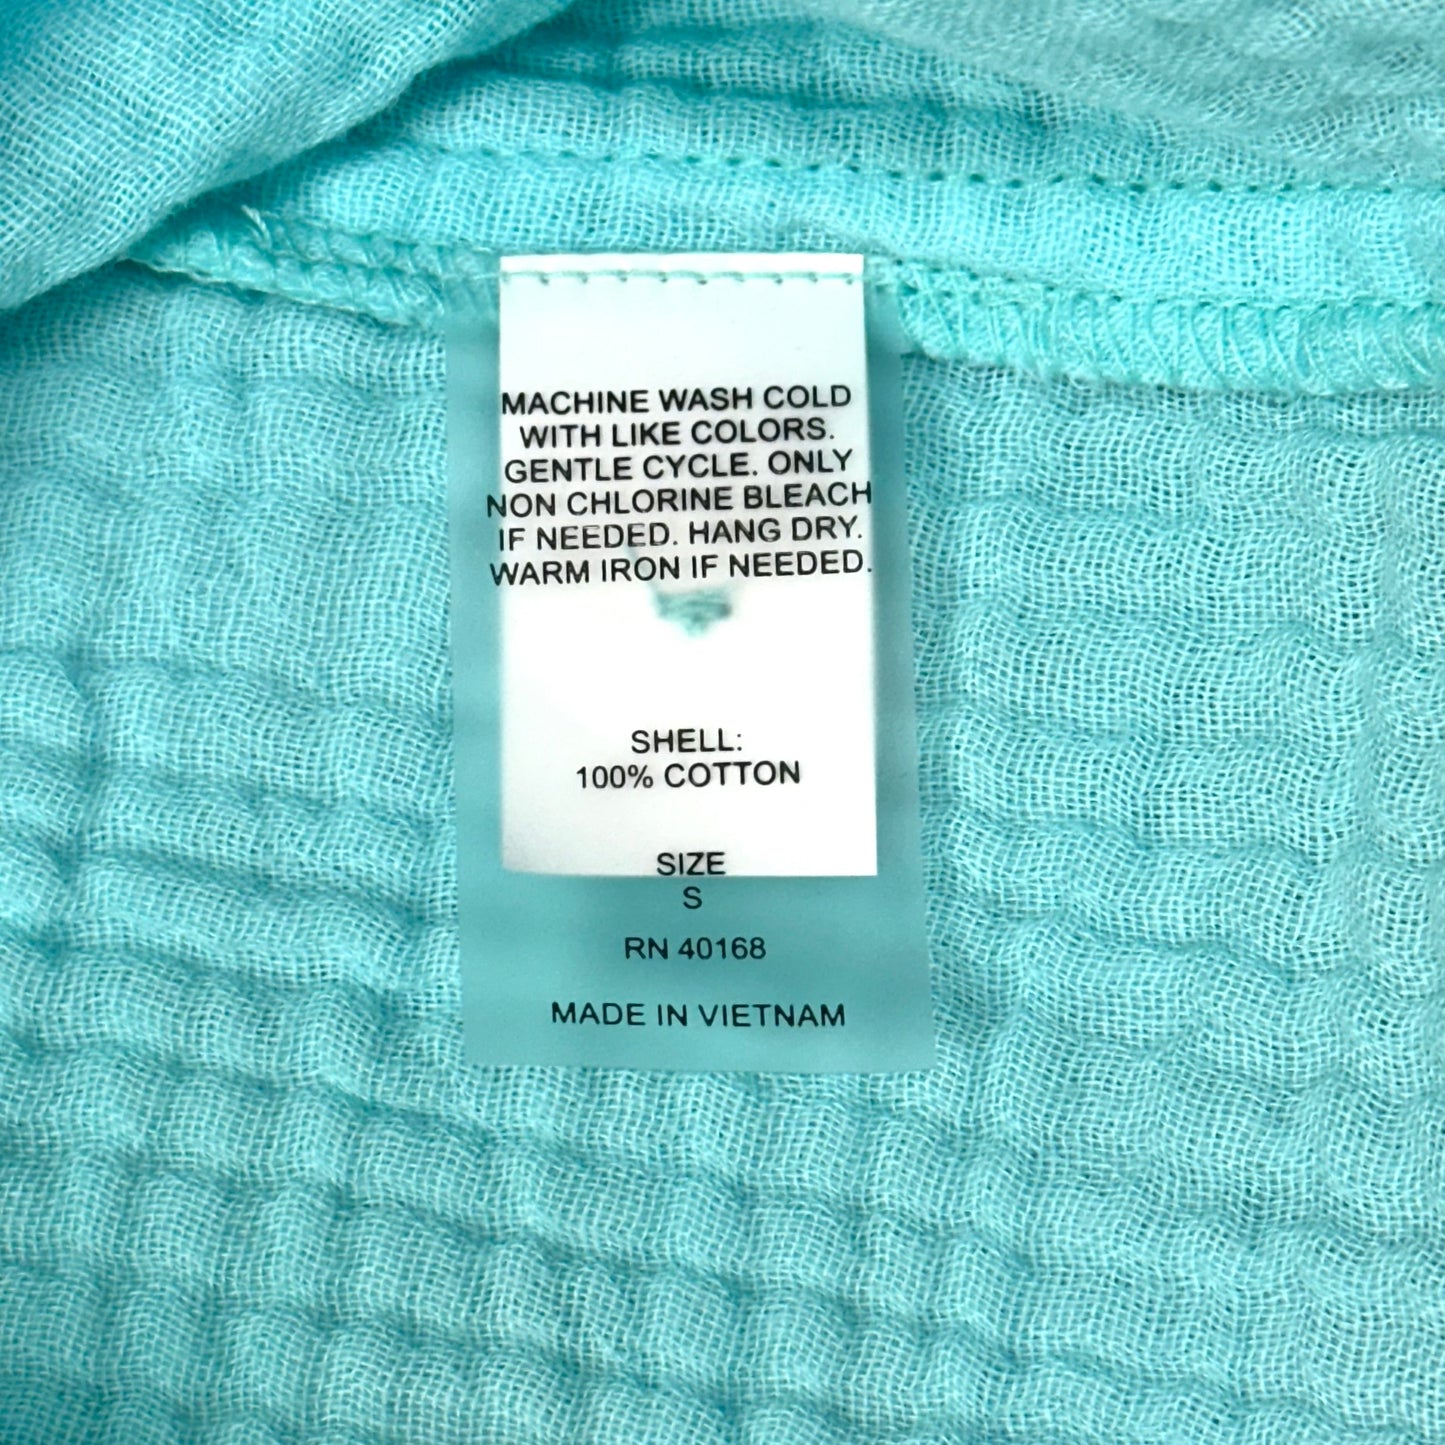 MACHINE WASH COLD
WITH LIKE COLORS.
GENTLE CYCLE. ONLY
NON CHLORINE BLEACH
IF NEEDED. HANG DRY.
WARM IRON IF NEEDED.
SHELL:
100% COTTON
SIZE
S
RN 40168
MADE IN VIETNAM